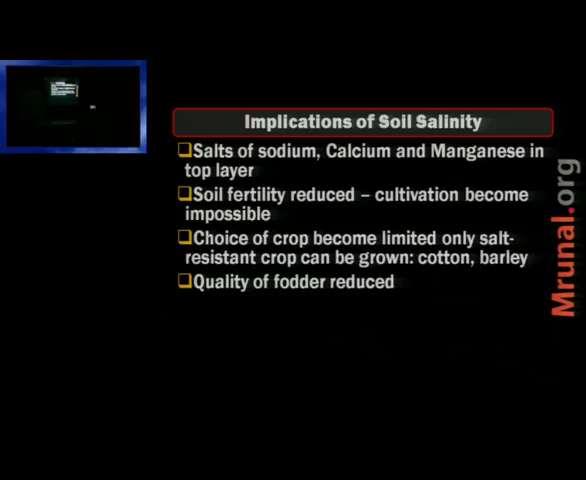 Implications of Soil Salinity
❑Salts of sodium, Calcium and Manganese in
top layer
❑Soil fertility reduced – cultivation become
impossible
❑Choice of crop become limited only salt-
resistant crop can be grown: cotton, barley
❑Quality of fodder reduced
Mrunal.org